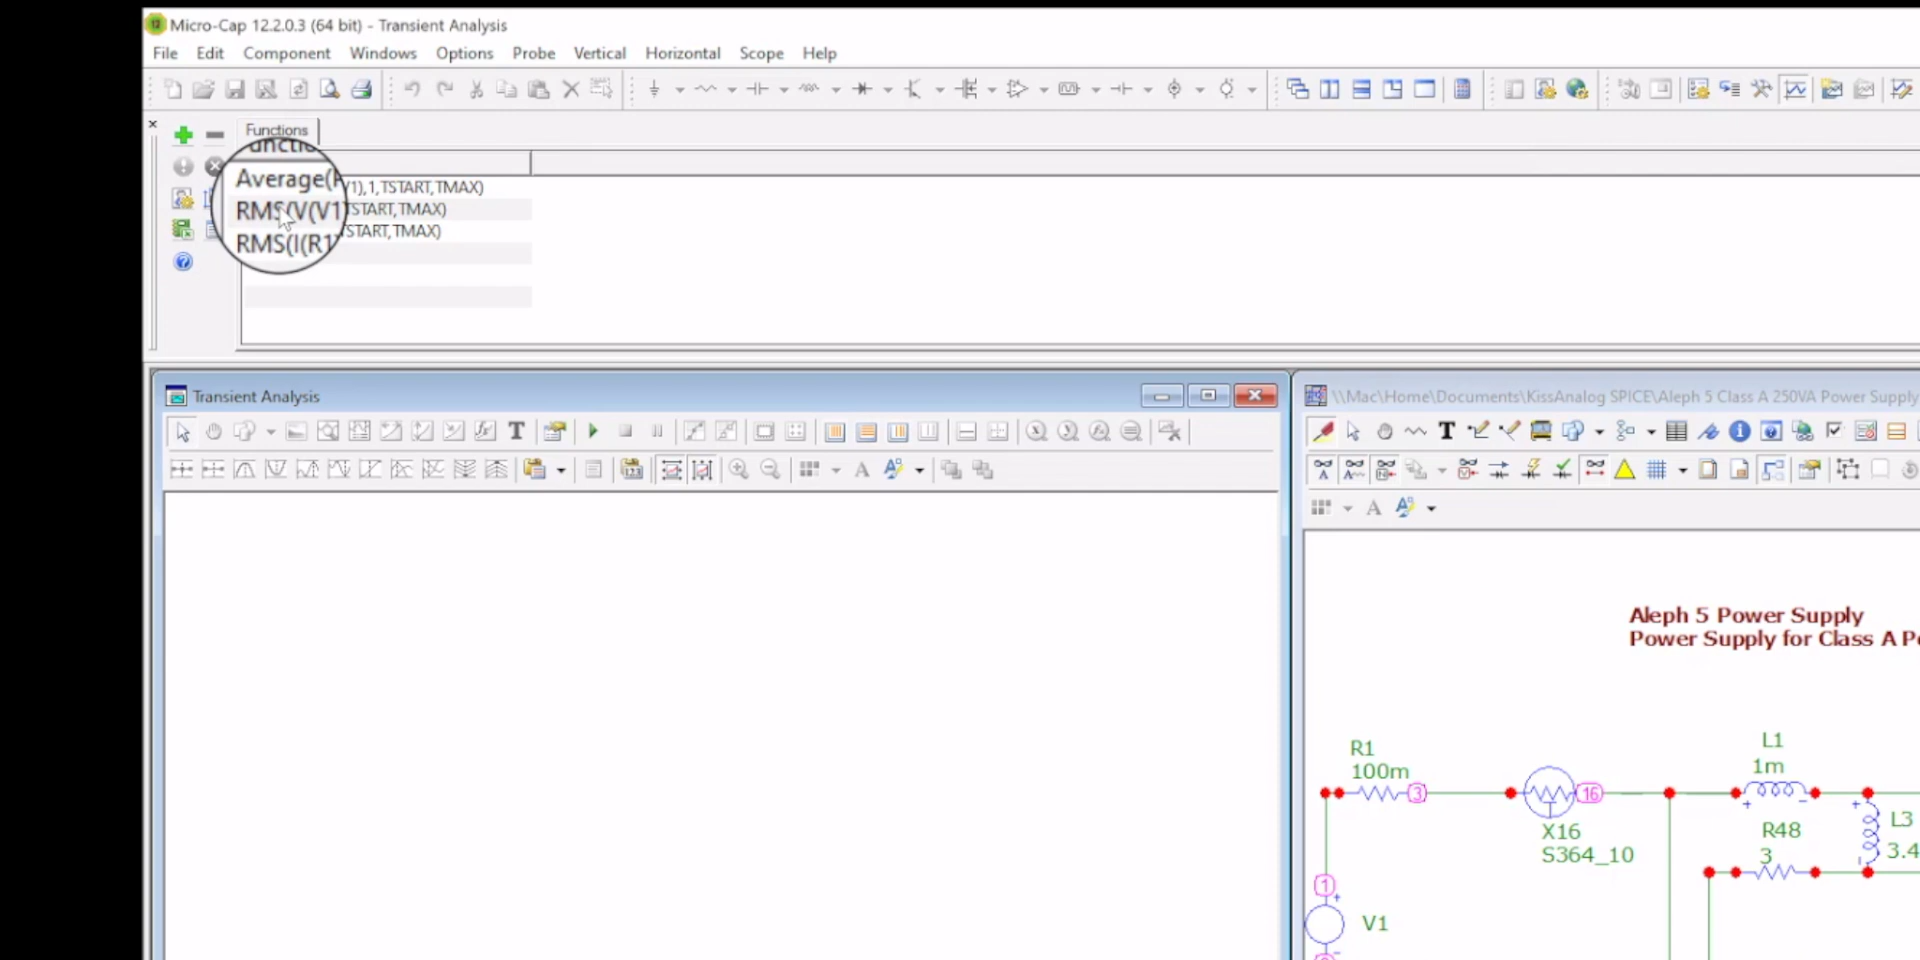 Micro-Cap 12.2.0.3 (64 bit) - Transient Analysis
File Edit Component Windows Options Probe Vertical Horizontal Scope Help
Functions
Average( V1),1,TSTART,TMAX)
RMS(V(V1 TSTART,TMAX)
RMS(I(R1 TSTART,TMAX)
Transient Analysis
\\Mac\Home\Documents\KissAnalog SPICE\Aleph 5 Class A 250VA Power Supply
Aleph 5 Power Supply
Power Supply for Class A
R1
100m
3
16
X16
S364_10
L1
1m
R48
3
L3
3.4
1
V1